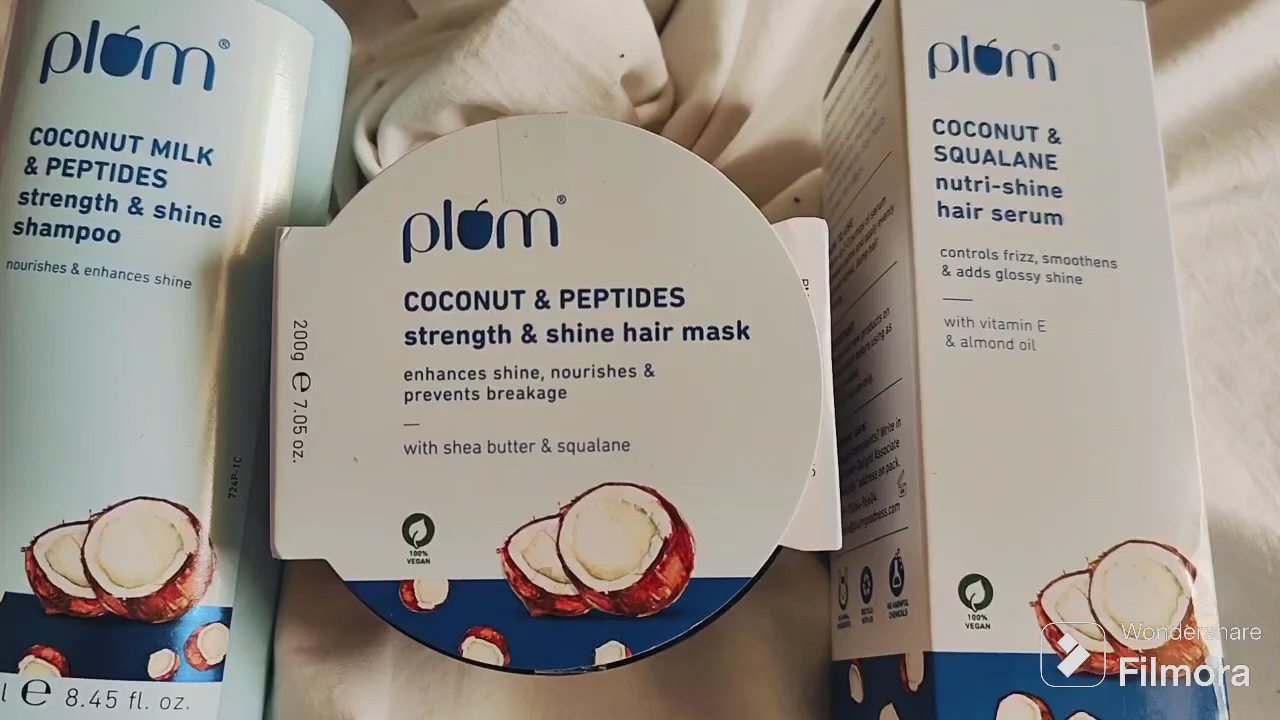 plum®
COCONUT MILK
& PEPTIDES
strength & shine
shampoo
nourishes & enhances shine
724P-1C
l e 8.45 fl. oz.
plum®
COCONUT & PEPTIDES
strength & shine hair mask
enhances shine, nourishes &
prevents breakage
with shea butter & squalane
100%
VEGAN
200g e 7.05 oz.
plum®
COCONUT &
SQUALANE
nutri-shine
hair serum
controls frizz, smoothens
& adds glossy shine
with vitamin E
& almond oil
100%
VEGAN
Wondershare
Filmora